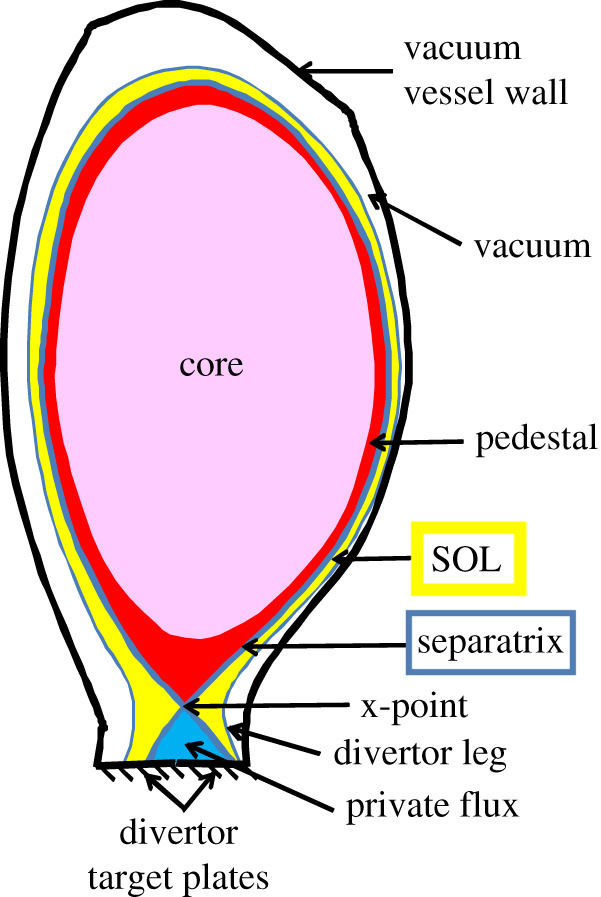 vacuum
vessel wall
vacuum
core
pedestal
SOL
separatrix
x-point
divertor leg
private flux
divertor
target plates